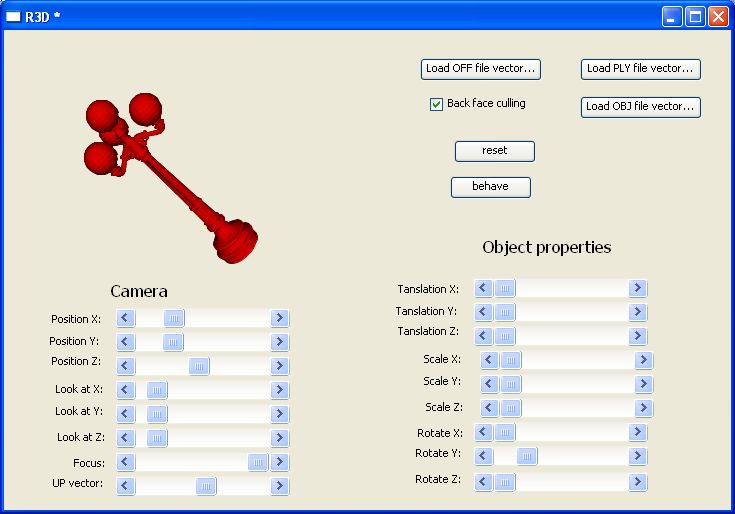 R3D *
Load OFF file vector...
Load PLY file vector...
Back face culling
Load OBJ file vector...
reset
behave
Object properties
Camera
Position X:
Position Y:
Position Z:
Look at X:
Look at Y:
Look at Z:
Focus:
UP vector:
Tanslation X:
Tanslation Y:
Tanslation Z:
Scale X:
Scale Y:
Scale Z:
Rotate X:
Rotate Y:
Rotate Z: